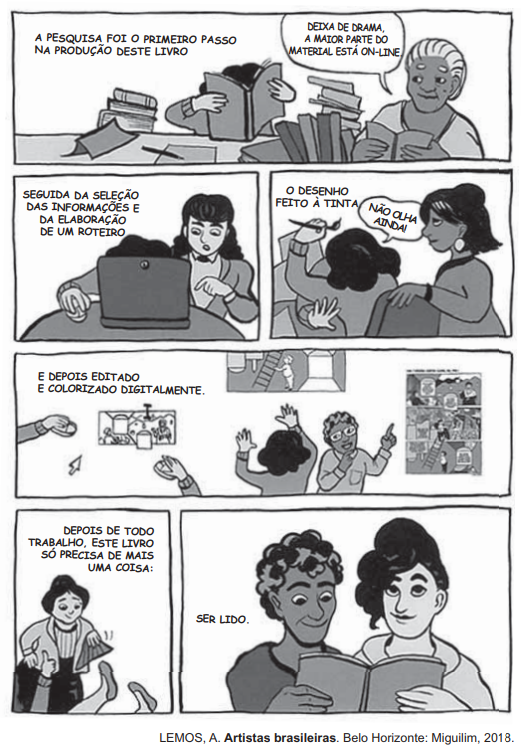 A PESQUISA FOI O PRIMEIRO PASSO
NA PRODUÇÃO DESTE LIVRO
DEIXA DE DRAMA,
A MAIOR PARTE DO
MATERIAL ESTÁ ON-LINE.
SEGUIDA DA SELEÇÃO
DAS INFORMAÇÕES E
DA ELABORAÇÃO
DE UM ROTEIRO
O DESENHO
FEITO À TINTA,
NÃO OLHA
AINDA!
E DEPOIS EDITADO
E COLORIZADO DIGITALMENTE.
DEPOIS DE TODO
TRABALHO, ESTE LIVRO
SÓ PRECISA DE MAIS
UMA COISA:
SER LIDO.
LEMOS, A. Artistas brasileiras. Belo Horizonte: Miguilim, 2018.